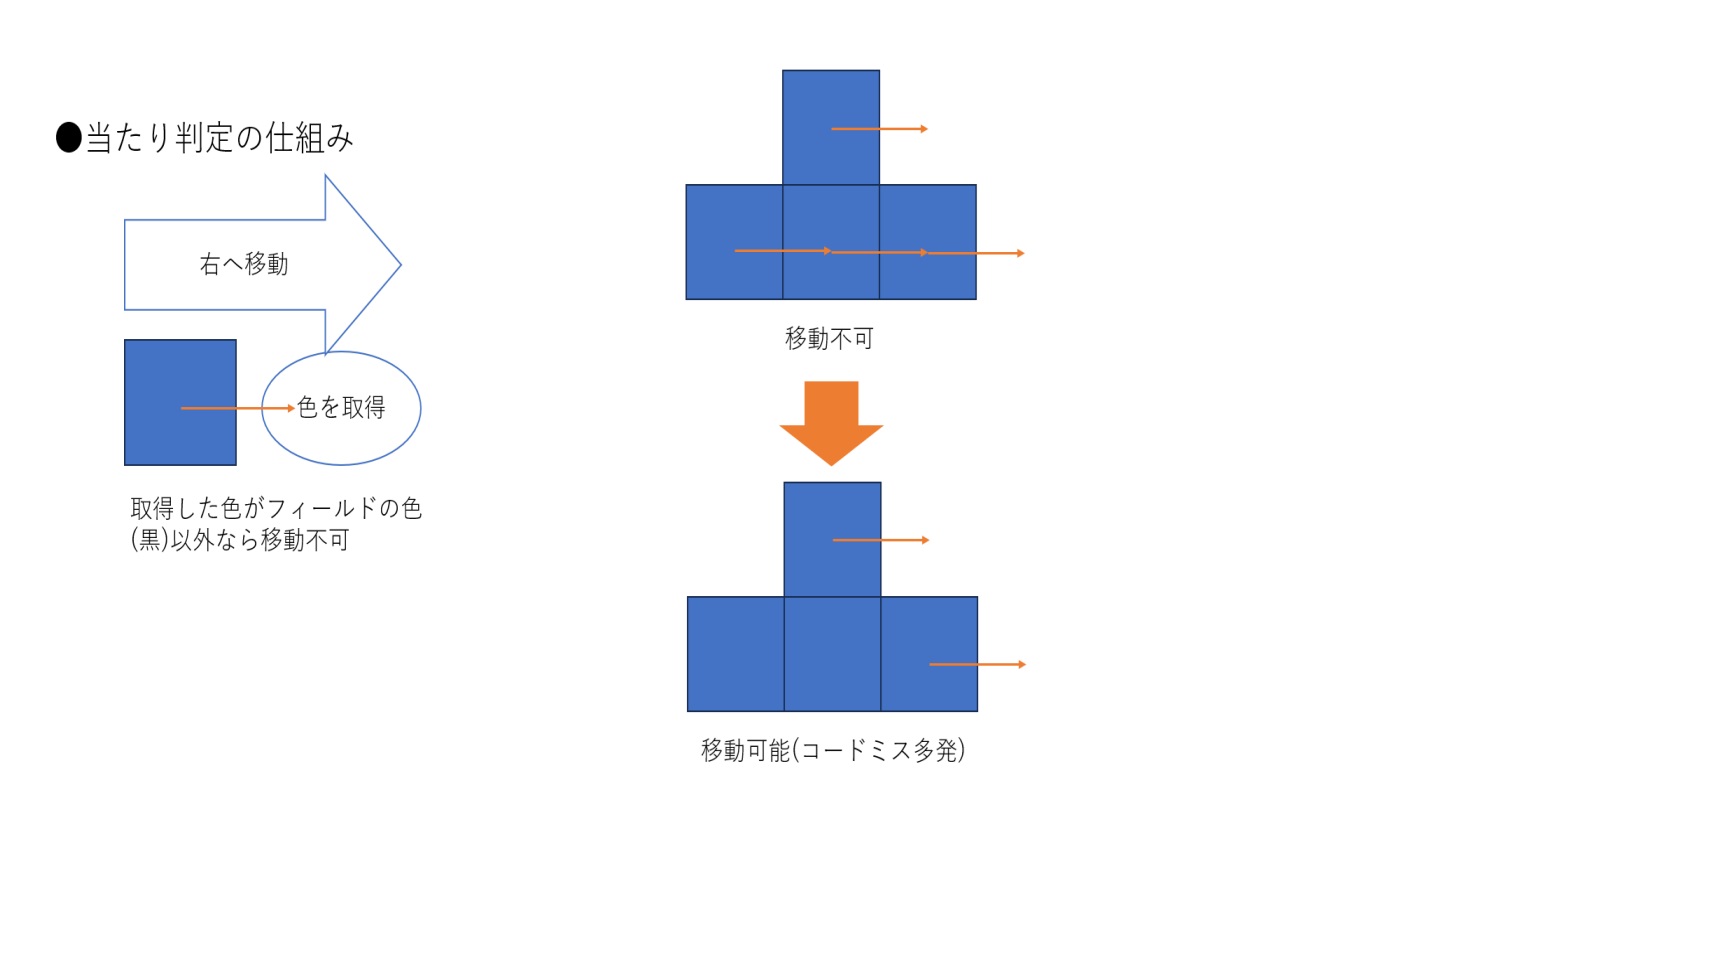 ●当たり判定の仕組み
右へ移動
色を取得
取得した色がフィールドの色
(黒)以外なら移動不可
移動不可
移動可能(コードミス多発)